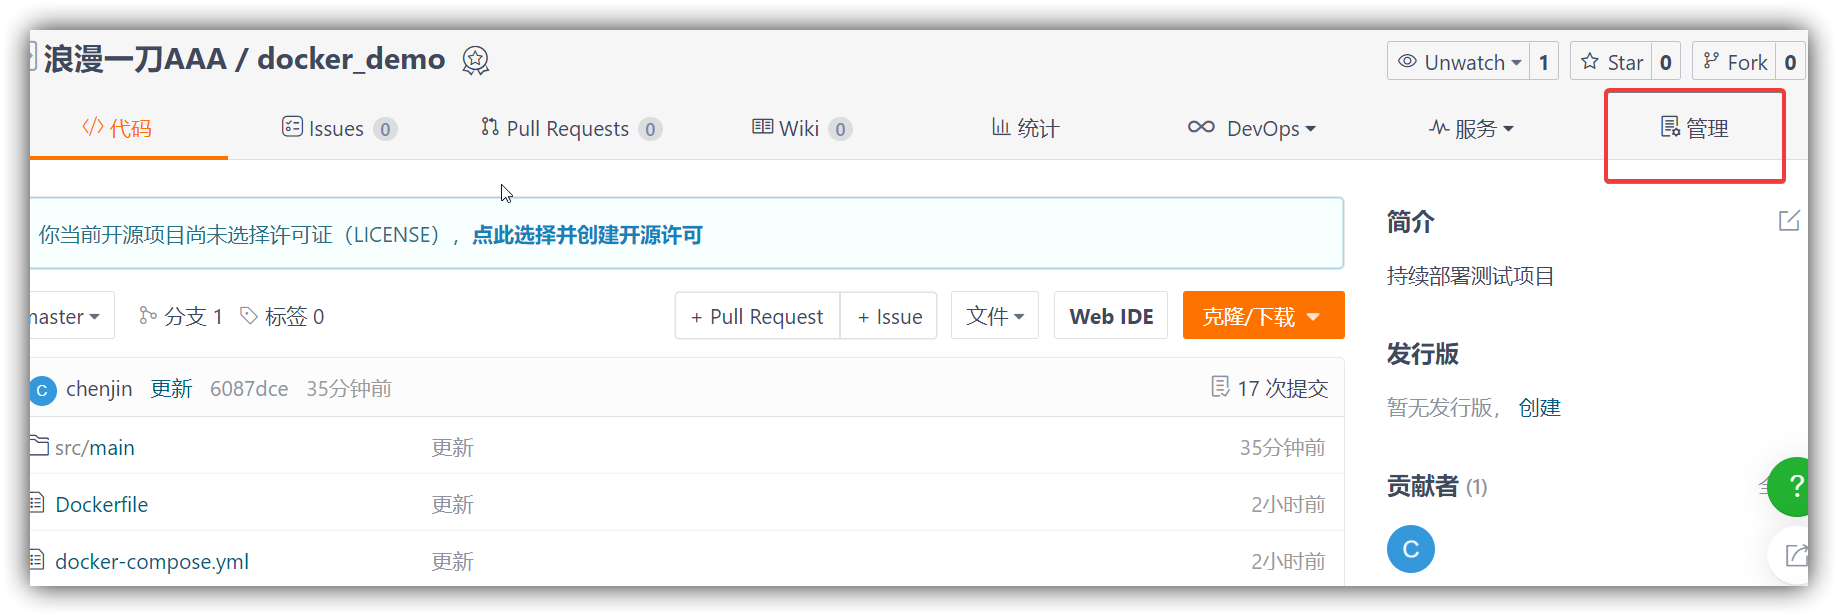 浪漫一刀AAA / docker_demo
Unwatch 1 Star 0 Fork 0
代码 Issues 0 Pull Requests 0 Wiki 0 统计 DevOps 服务 管理
你当前开源项目尚未选择许可证（LICENSE），点此选择并创建开源许可
简介
持续部署测试项目
master 分支 1 标签 0 + Pull Request + Issue 文件 Web IDE 克隆/下载
发行版
暂无发行版， 创建
C chenjin 更新 6087dce 35分钟前 17 次提交
src/main 更新 35分钟前
Dockerfile 更新 2小时前
docker-compose.yml 更新 2小时前
贡献者 (1)
?
C